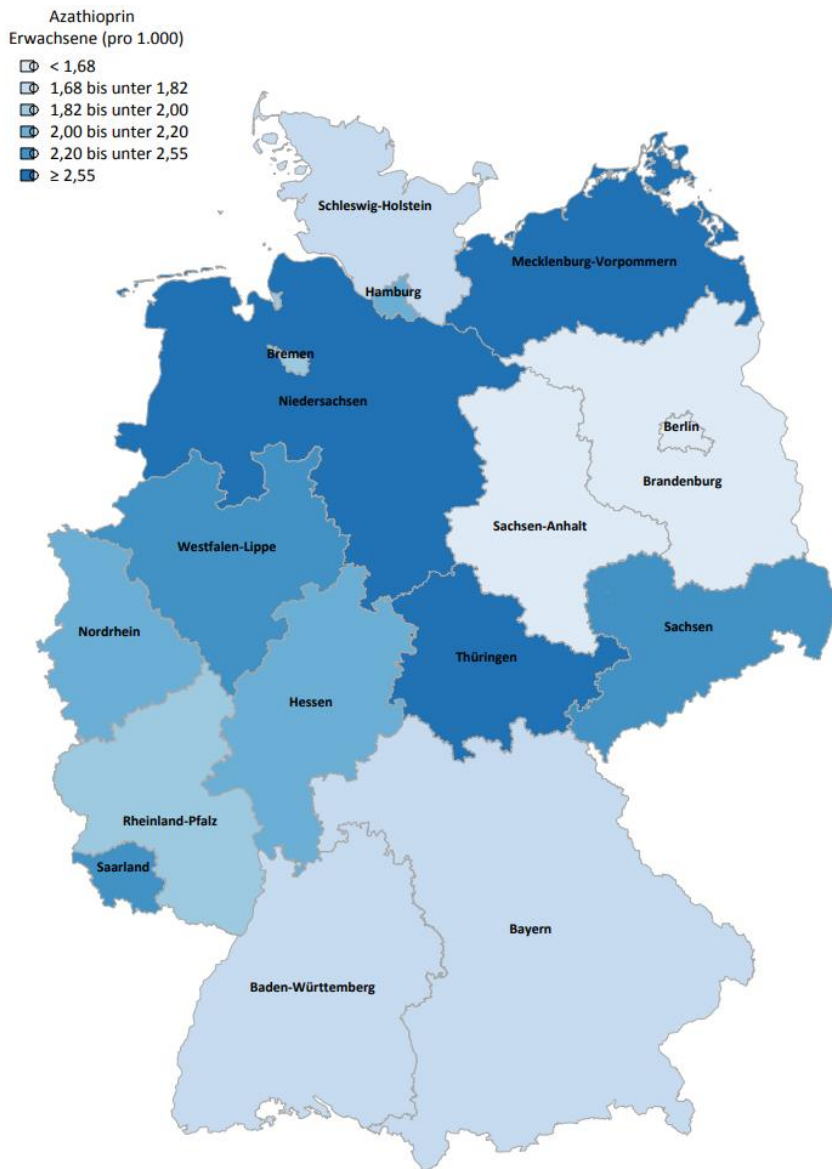 Azathioprin
Erwachsene (pro 1.000)
< 1,68
1,68 bis unter 1,82
1,82 bis unter 2,00
2,00 bis unter 2,20
2,20 bis unter 2,55
≥ 2,55
Schleswig-Holstein
Mecklenburg-Vorpommern
Hamburg
Bremen
Niedersachsen
Berlin
Brandenburg
Sachsen-Anhalt
Westfalen-Lippe
Nordrhein
Sachsen
Thüringen
Hessen
Rheinland-Pfalz
Saarland
Bayern
Baden-Württemberg